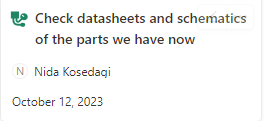 Check datasheets and schematics
of the parts we have now
N Nida Kosedaqi
October 12, 2023